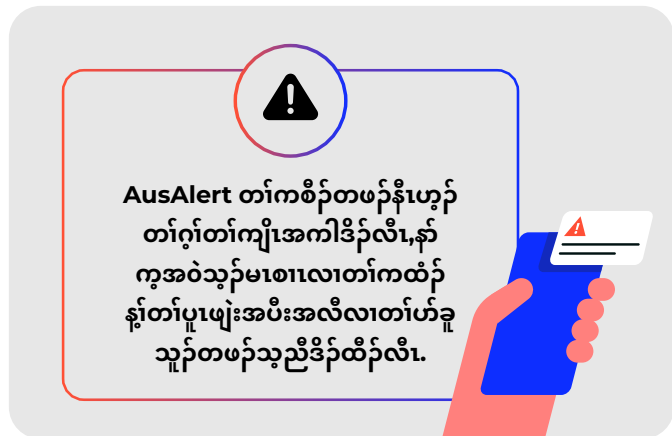 AusAlert တၢ်ကစီၣ်တဖၣ်နီၢဟ့ၣ်
တၢ်ဂ့ၢ်တၢ်ကျိၤအကါဒိၣ်လီၤ,နာ်
က့အဝဲသ့ၣ်မၤစၢၤလၢတၢ်ကထံၣ်
န့ၢ်တၢ်ပူၤဖျဲးအပီးအလီလၢတၢ်ဟ်ခူ
သူၣ်တဖၣ်သ့ညီဒိၣ်ထီၣ်လီၤ.